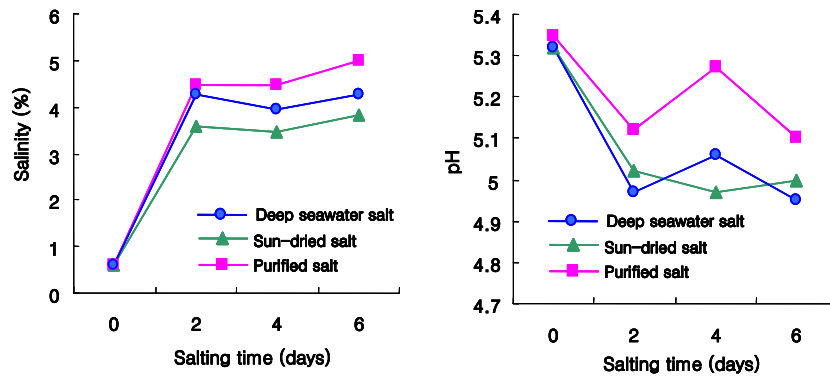 6
5
4
3
2
1
0
Salinity (%)
Deep seawater salt
Sun-dried salt
Purified salt
0 2 4 6
Salting time (days)
5.4
5.3
5.2
5.1
5
4.9
4.8
4.7
pH
Deep seawater salt
Sun-dried salt
Purified salt
0 2 4 6
Salting time (days)